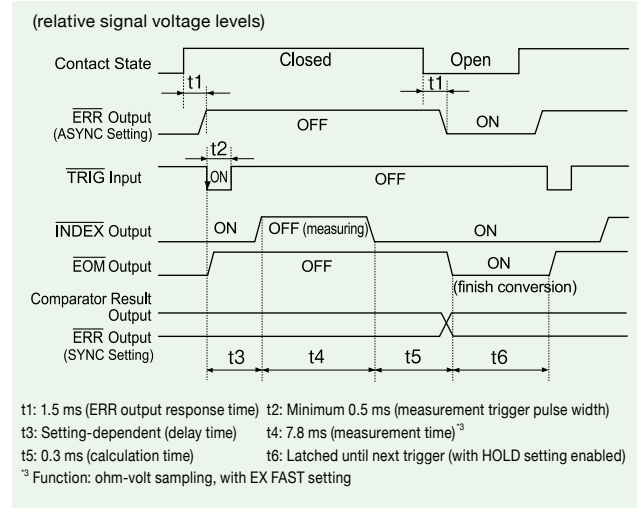 (relative signal voltage levels)
Contact State
Closed
Open
t1
t1
ERR Output
(ASYNC Setting)
OFF
ON
t2
TRIG Input
ON
OFF
INDEX Output
ON
OFF (measuring)
ON
EOM Output
OFF
ON
(finish conversion)
Comparator Result
Output
ERR Output
(SYNC Setting)
t3
t4
t5
t6
t1: 1.5 ms (ERR output response time) t2: Minimum 0.5 ms (measurement trigger pulse width)
t3: Setting-dependent (delay time) t4: 7.8 ms (measurement time)*3
t5: 0.3 ms (calculation time) t6: Latched until next trigger (with HOLD setting enabled)
*3 Function: ohm-volt sampling, with EX FAST setting